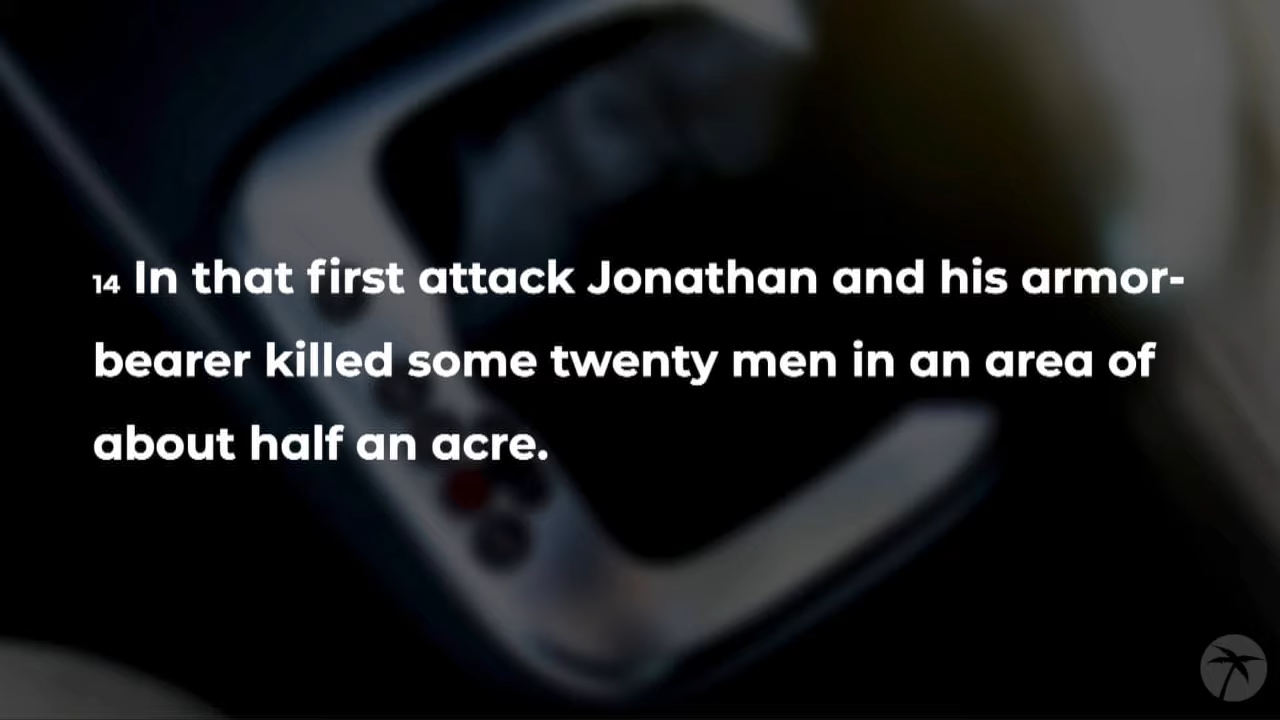 14 In that first attack Jonathan and his armor-
bearer killed some twenty men in an area of
about half an acre.